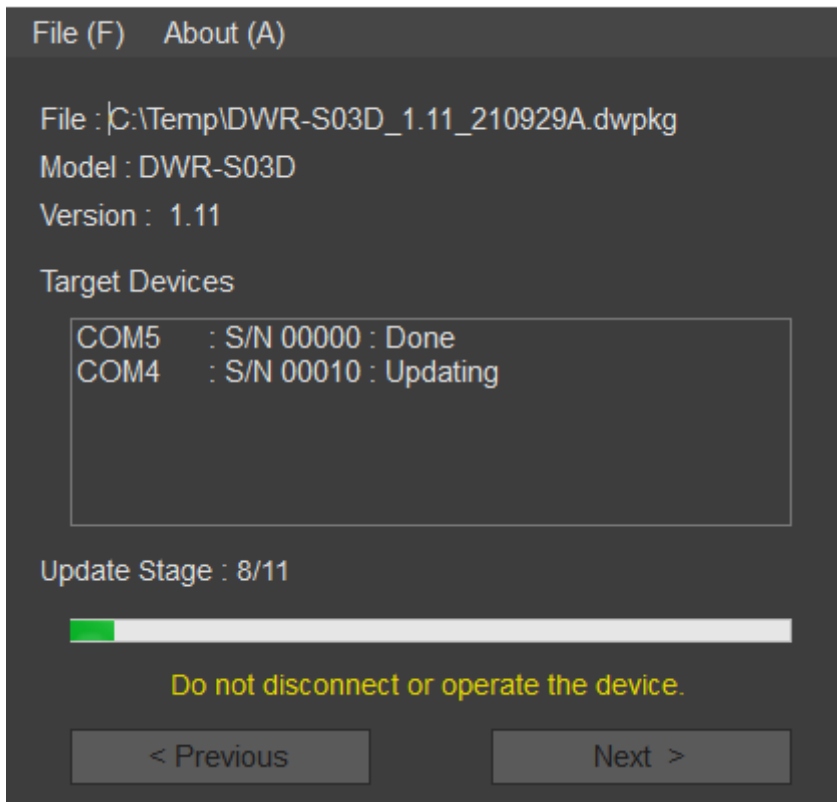 File (F) About (A)
File : C:\Temp\DWR-S03D_1.11_210929A.dwpkg
Model : DWR-S03D
Version : 1.11
Target Devices
COM5 : S/N 00000 : Done
COM4 : S/N 00010 : Updating
Update Stage : 8/11
Do not disconnect or operate the device.
< Previous Next >